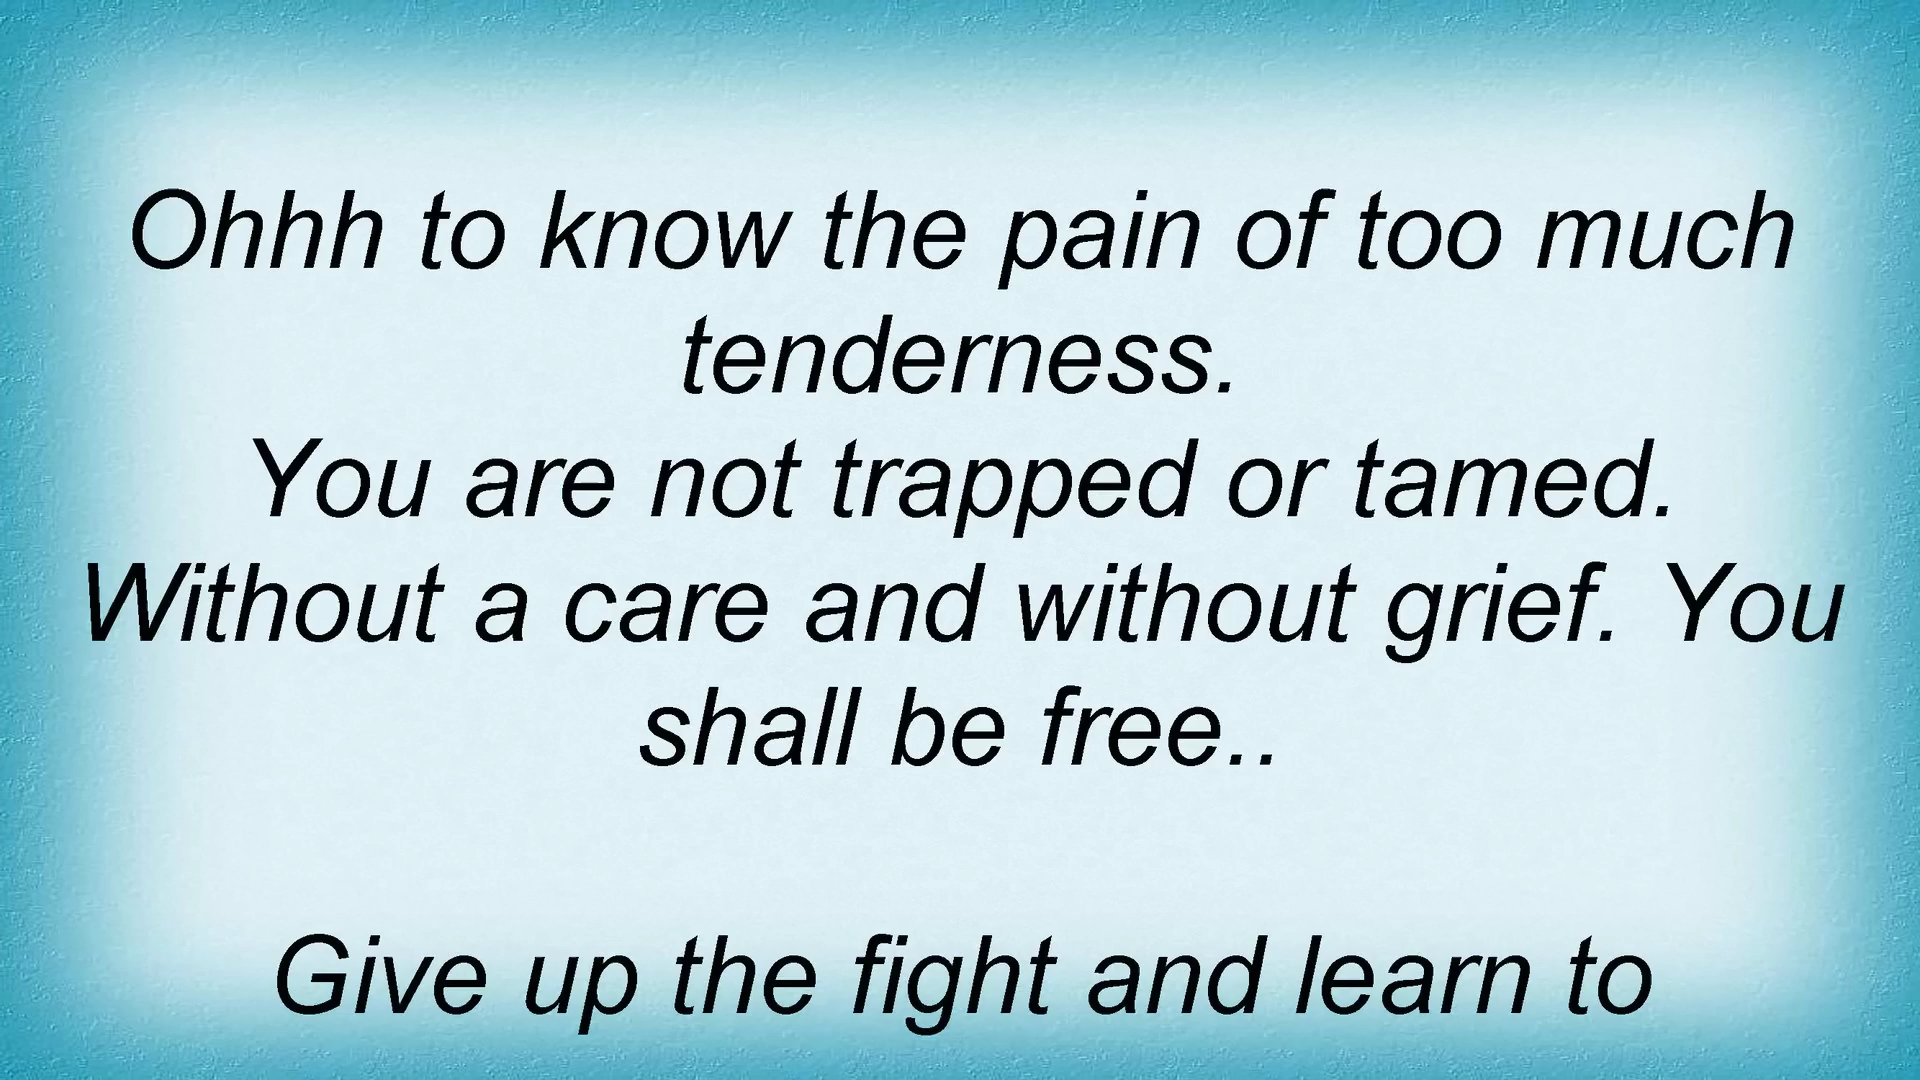 Ohhh to know the pain of too much
tenderness.
You are not trapped or tamed.
Without a care and without grief. You
shall be free..
Give up the fight and learn to